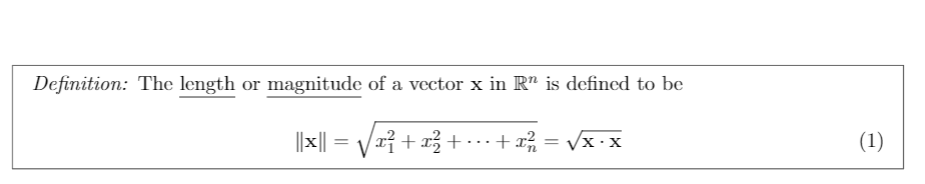 Definition: The length or magnitude of a vector x in ℝⁿ is defined to be
‖x‖ = √(x₁² + x₂² + ⋯ + xₙ²) = √(x · x) (1)